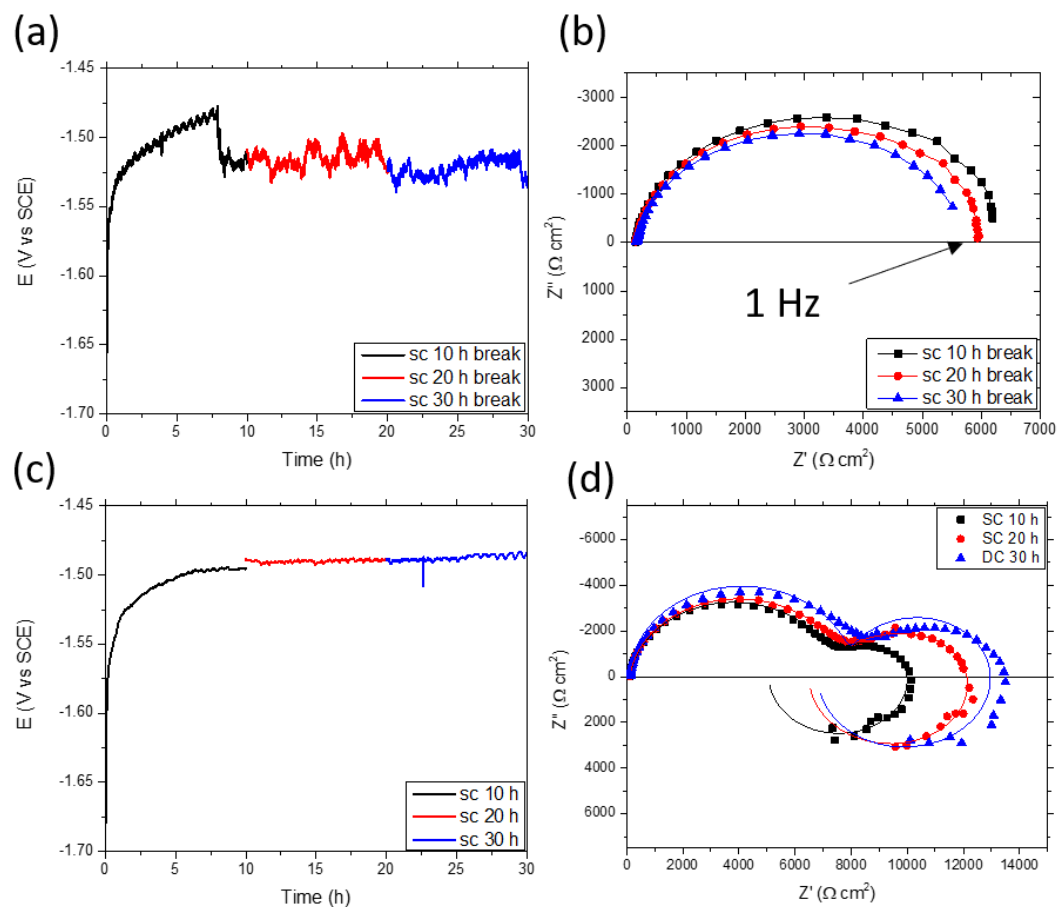 (a)
-1.45
-1.50
-1.55
-1.60
-1.65
-1.70
E (V vs SCE)
0 5 10 15 20 25 30
Time (h)
sc 10 h break
sc 20 h break
sc 30 h break
(b)
-3000
-2000
-1000
0
1000
2000
3000
Z'' (Ω cm²)
0 1000 2000 3000 4000 5000 6000 7000
Z' (Ω cm²)
1 Hz
sc 10 h break
sc 20 h break
sc 30 h break
(c)
-1.45
-1.50
-1.55
-1.60
-1.65
-1.70
E (V vs SCE)
0 5 10 15 20 25 30
Time (h)
sc 10 h
sc 20 h
sc 30 h
(d)
-6000
-4000
-2000
0
2000
4000
6000
Z'' (Ω cm²)
0 2000 4000 6000 8000 10000 12000 14000
Z' (Ω cm²)
SC 10 h
SC 20 h
DC 30 h